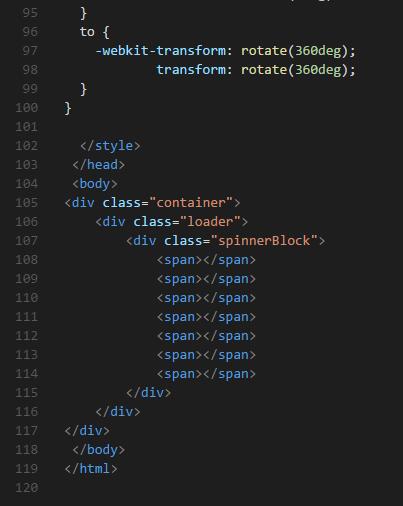 95 }
96 to {
97 -webkit-transform: rotate(360deg);
98 transform: rotate(360deg);
99 }
100 }
101
102 </style>
103 </head>
104 <body>
105 <div class="container">
106 <div class="loader">
107 <div class="spinnerBlock">
108 <span></span>
109 <span></span>
110 <span></span>
111 <span></span>
112 <span></span>
113 <span></span>
114 <span></span>
115 </div>
116 </div>
117 </div>
118 </body>
119 </html>
120